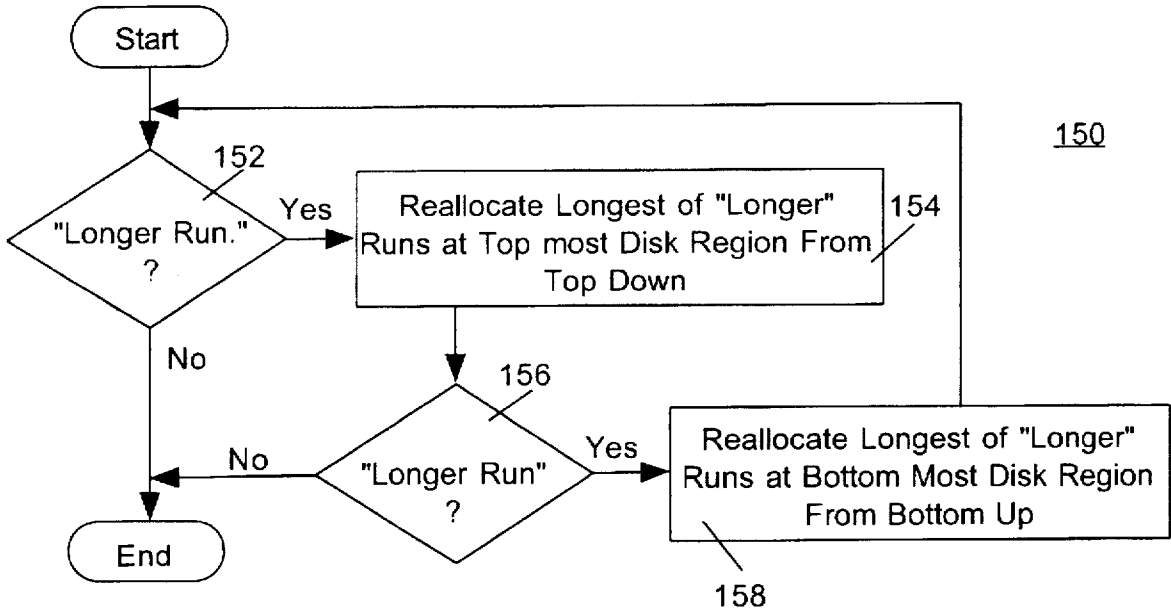 Start
150
152
"Longer Run."
?
Yes
Reallocate Longest of "Longer"
Runs at Top most Disk Region From
Top Down
154
No
156
"Longer Run"
?
No
Yes
Reallocate Longest of "Longer"
Runs at Bottom Most Disk Region
From Bottom Up
End
158